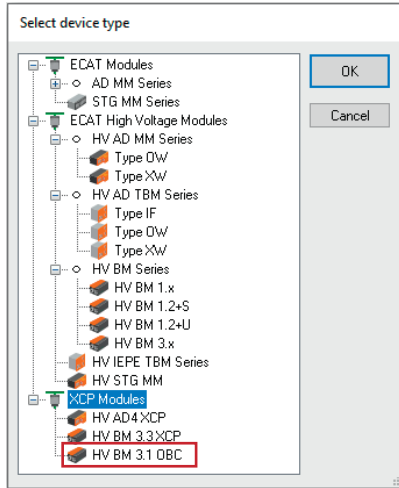 Select device type
ECAT Modules
AD MM Series
STG MM Series
ECAT High Voltage Modules
HV AD MM Series
Type OW
Type XW
HV AD TBM Series
Type IF
Type OW
Type XW
HV BM Series
HV BM 1.x
HV BM 1.2+S
HV BM 1.2+U
HV BM 3.x
HV IEPE TBM Series
HV STG MM
XCP Modules
HV AD4 XCP
HV BM 3.3 XCP
HV BM 3.1 OBC
OK
Cancel